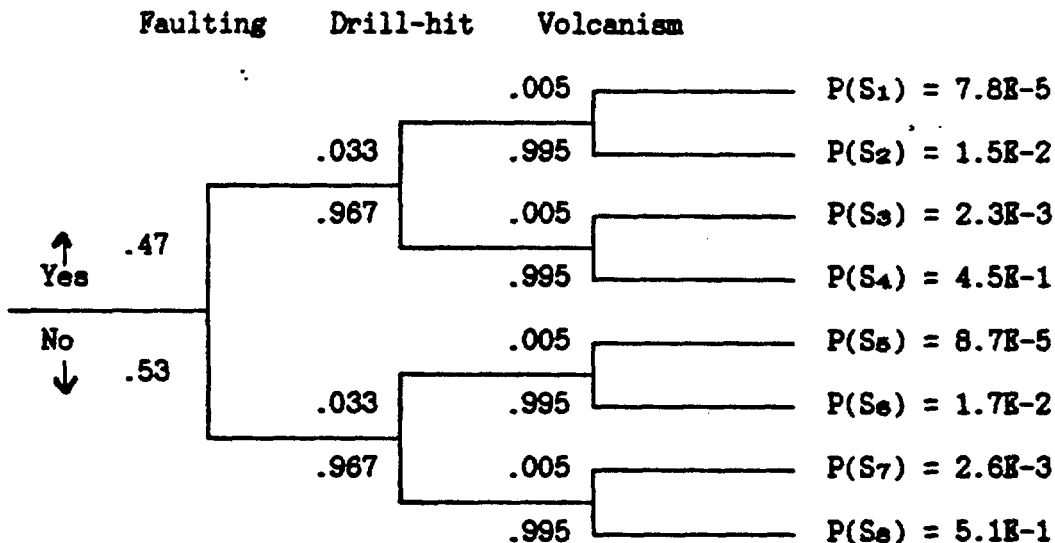 Faulting Drill-hit Volcanism
.005 P(S1) = 7.8E-5
.033 .995 P(S2) = 1.5E-2
.967 .005 P(S3) = 2.3E-3
.47
Yes .995 P(S4) = 4.5E-1
No .005 P(S5) = 8.7E-5
.53
.033 .995 P(S6) = 1.7E-2
.967 .005 P(S7) = 2.6E-3
.995 P(S8) = 5.1E-1